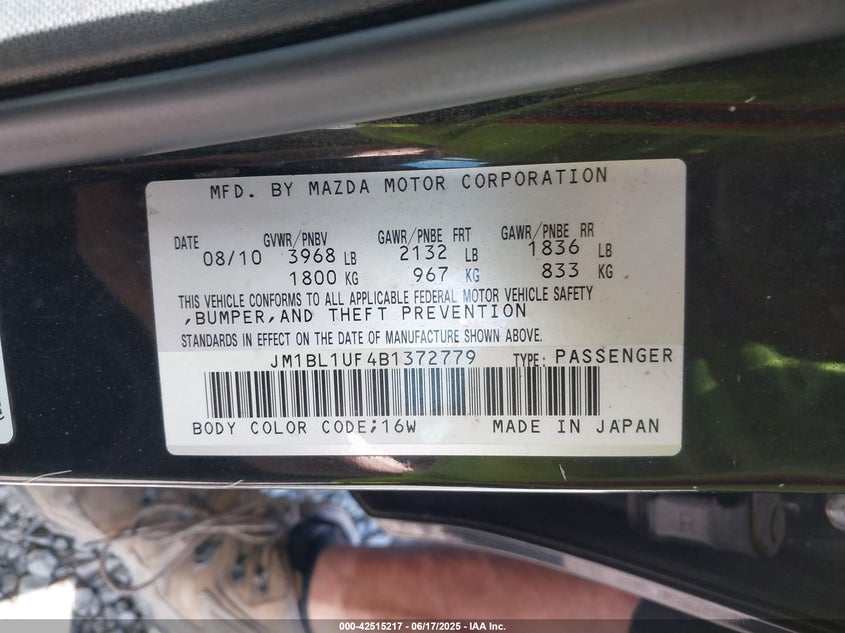 MFD. BY MAZDA MOTOR CORPORATION
DATE GVWR/PNBV GAWR/PNBE FRT GAWR/PNBE RR
08/10 3968 LB 2132 LB 1836 LB
1800 KG 967 KG 833 KG
THIS VEHICLE CONFORMS TO ALL APPLICABLE FEDERAL MOTOR VEHICLE SAFETY
,BUMPER,AND THEFT PREVENTION
STANDARDS IN EFFECT ON THE DATE OF MANUFACTURE SHOWN ABOVE.
JM1BL1UF4B1372779 TYPE: PASSENGER
BODY COLOR CODE;16W MADE IN JAPAN
R
000-42515217 - 06/17/2025 - IAA Inc.